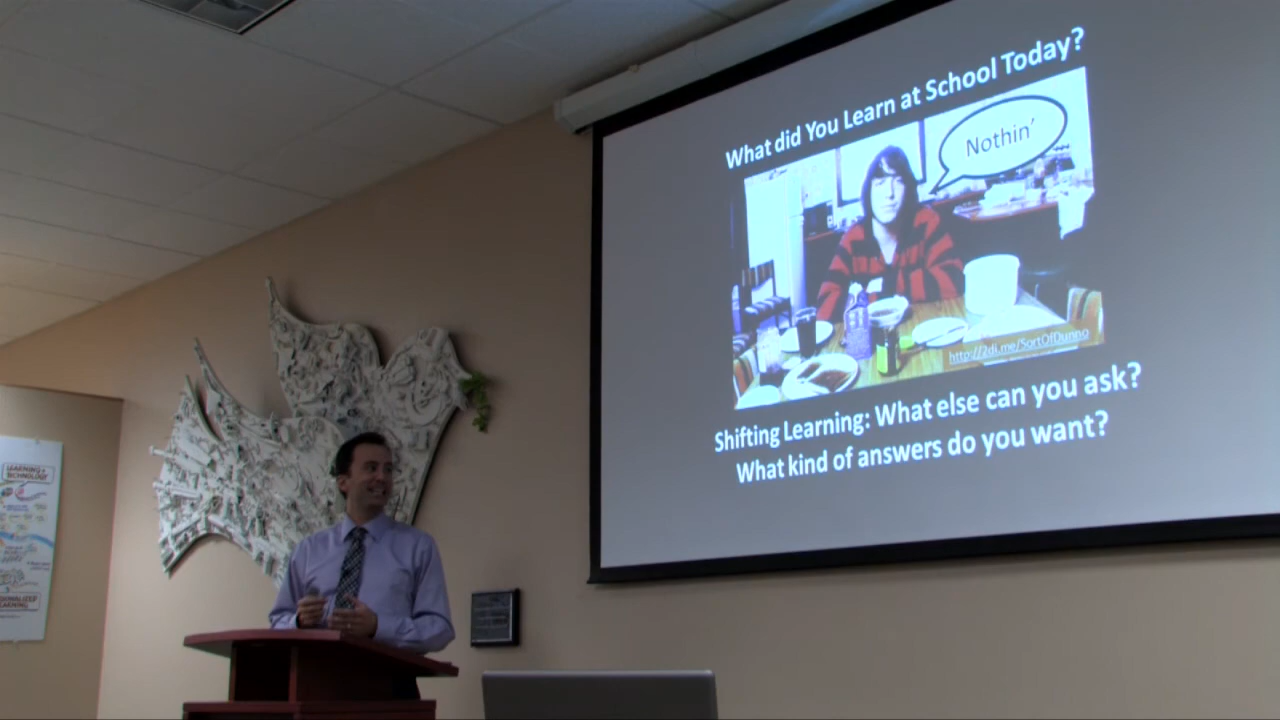 What did You Learn at School Today?
Nothin'
http://2di.me/SortOfDunno
Shifting Learning: What else can you ask?
What kind of answers do you want?
LEARNING +
TECHNOLOGY
LEARNING